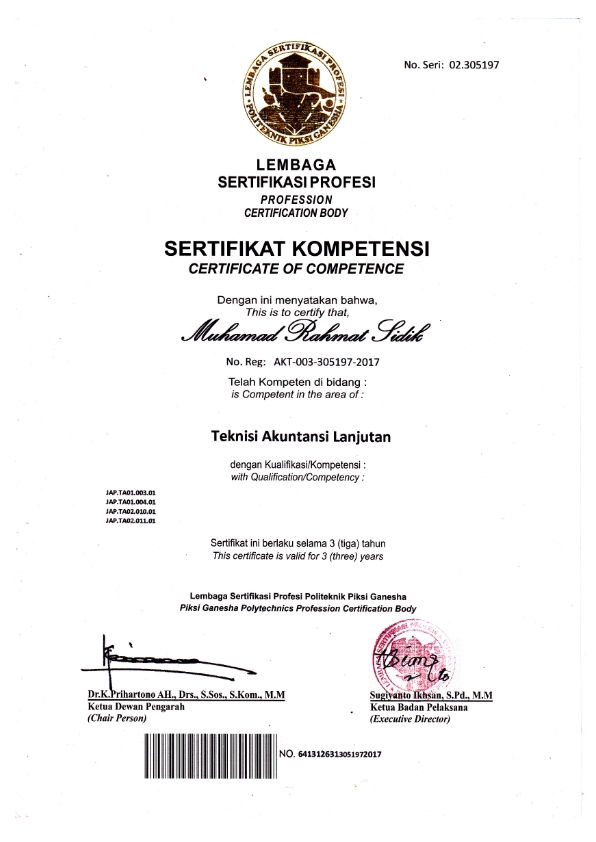 No. Seri: 02.305197
LEMBAGA SERTIFIKASI PROFESI
POLITEKNIK PIKSI GANESHA
LEMBAGA
SERTIFIKASI PROFESI
PROFESSION
CERTIFICATION BODY
SERTIFIKAT KOMPETENSI
CERTIFICATE OF COMPETENCE
Dengan ini menyatakan bahwa,
This is to certify that,
Muhamad Rahmat Sidik
No. Reg: AKT-003-305197-2017
Telah Kompeten di bidang :
is Competent in the area of :
Teknisi Akuntansi Lanjutan
dengan Kualifikasi/Kompetensi :
with Qualification/Competency :
JAP.TA01.003.01
JAP.TA01.004.01
JAP.TA02.010.01
JAP.TA02.011.01
Sertifikat ini berlaku selama 3 (tiga) tahun
This certificate is valid for 3 (three) years
Lembaga Sertifikasi Profesi Politeknik Piksi Ganesha
Piksi Ganesha Polytechnics Profession Certification Body
Dr.K.Prihartono AH., Drs., S.Sos., S.Kom., M.M
Ketua Dewan Pengarah
(Chair Person)
Sugiyanto Ikhsan, S.Pd., M.M
Ketua Badan Pelaksana
(Executive Director)
NO. 6413126313051972017